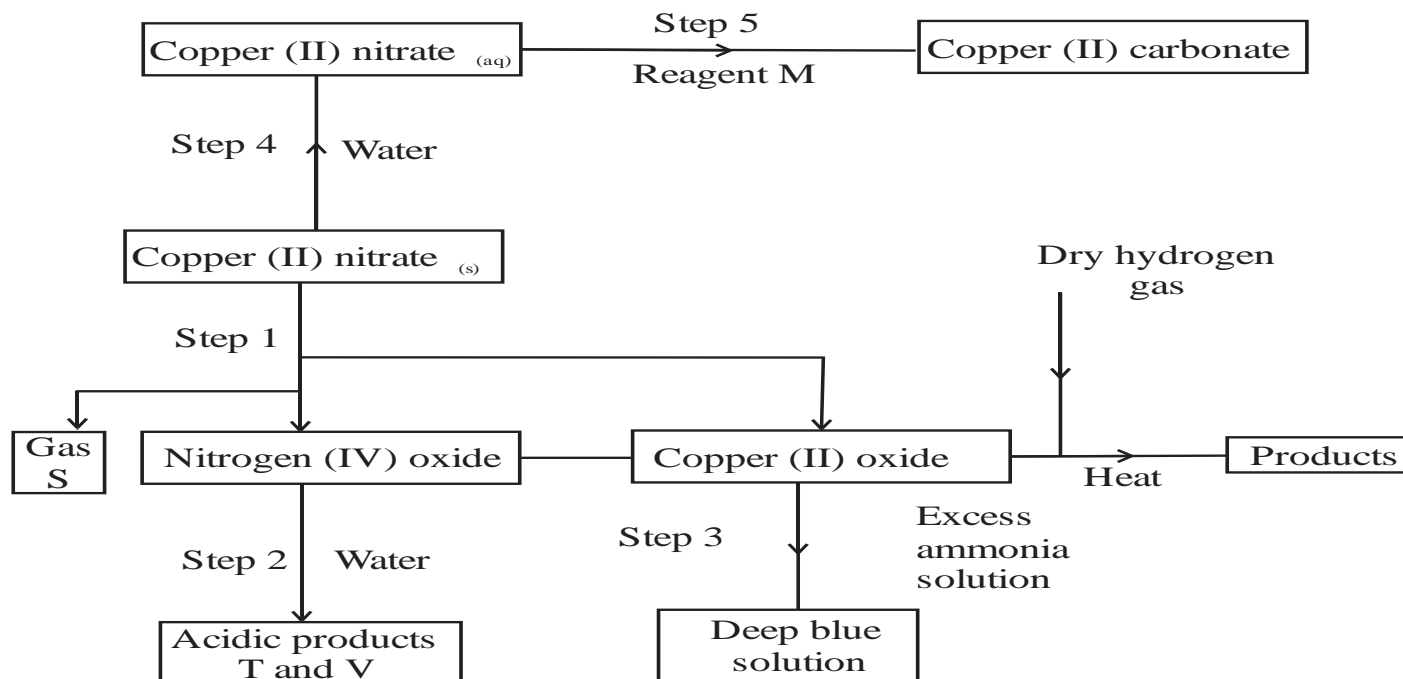 Step 5
Copper (II) nitrate (aq)
Copper (II) carbonate
Reagent M
Step 4
Water
Copper (II) nitrate (s)
Dry hydrogen
gas
Step 1
Gas
S
Nitrogen (IV) oxide
Copper (II) oxide
Products
Heat
Step 2
Water
Step 3
Excess
ammonia
solution
Acidic products
T and V
Deep blue
solution